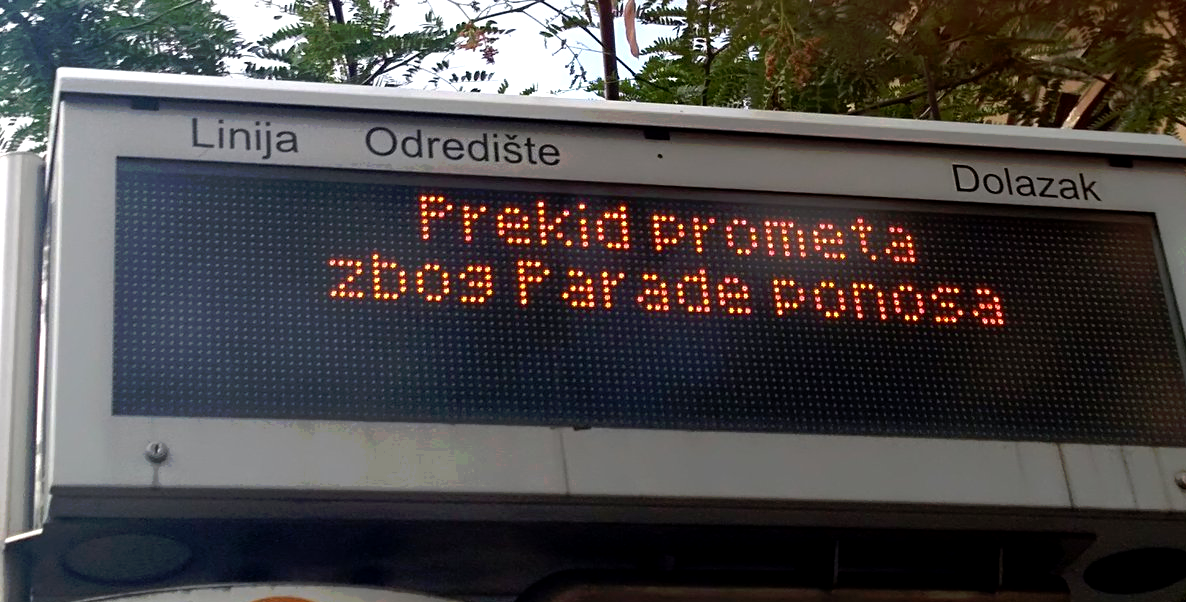 Linija Odredište Dolazak
Prekid prometa
zbog Parade ponosa